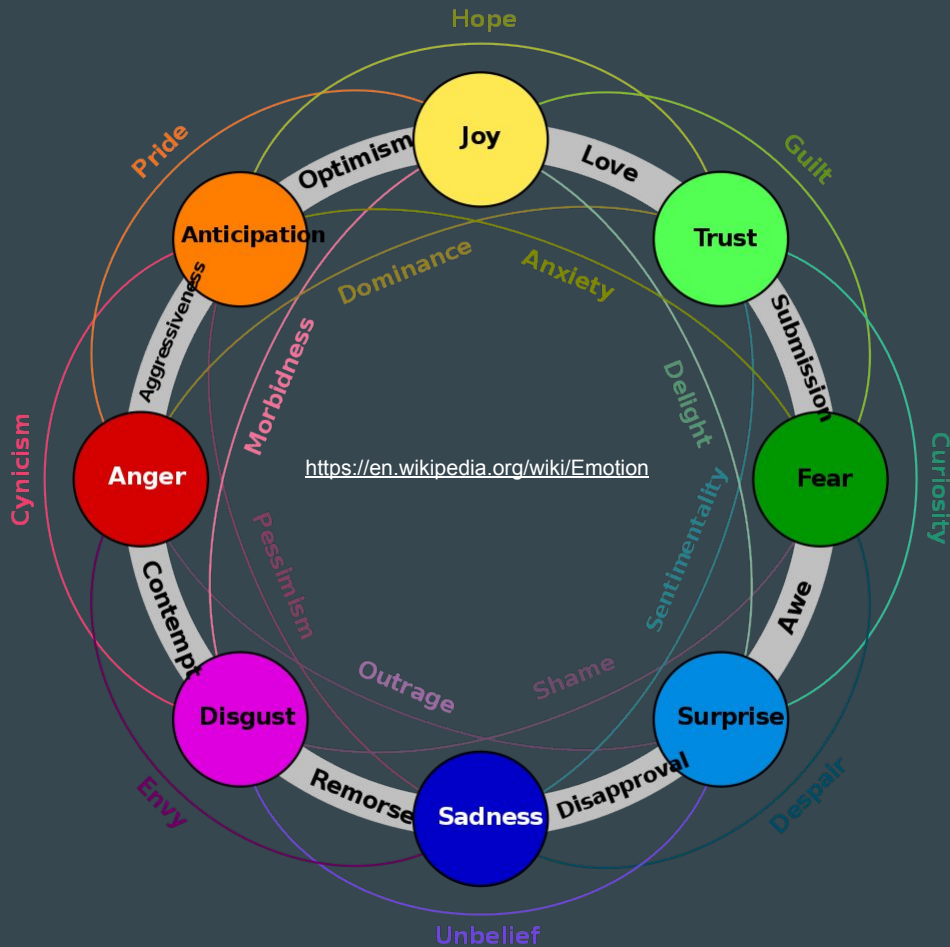 Hope
Joy
Optimism
Love
Pride
Guilt
Anticipation
Trust
Dominance
Anxiety
Aggressiveness
Submission
Morbidness
Delight
Cynicism
https://en.wikipedia.org/wiki/Emotion
Curiosity
Anger
Fear
Pessimism
Sentimentality
Contempt
Awe
Outrage
Shame
Disgust
Surprise
Remorse
Disapproval
Envy
Despair
Sadness
Unbelief